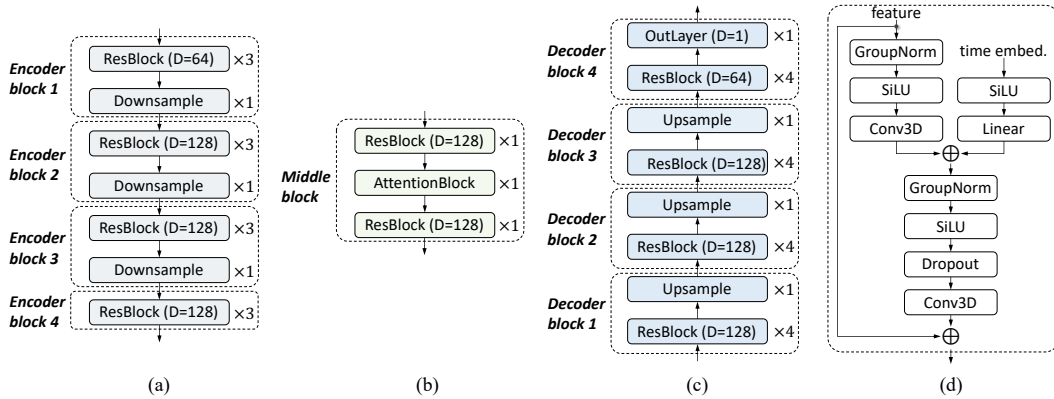 Encoder
block 1
ResBlock (D=64)
×3
Downsample
×1
Encoder
block 2
ResBlock (D=128)
×3
Downsample
×1
Encoder
block 3
ResBlock (D=128)
×3
Downsample
×1
Encoder
block 4
ResBlock (D=128)
×3
(a)
Middle
block
ResBlock (D=128)
×1
AttentionBlock
×1
ResBlock (D=128)
×1
(b)
Decoder
block 4
OutLayer (D=1)
×1
ResBlock (D=64)
×4
Decoder
block 3
Upsample
×1
ResBlock (D=128)
×4
Decoder
block 2
Upsample
×1
ResBlock (D=128)
×4
Decoder
block 1
Upsample
×1
ResBlock (D=128)
×4
(c)
feature
GroupNorm
SiLU
Conv3D
time embed.
SiLU
Linear
GroupNorm
SiLU
Dropout
Conv3D
(d)